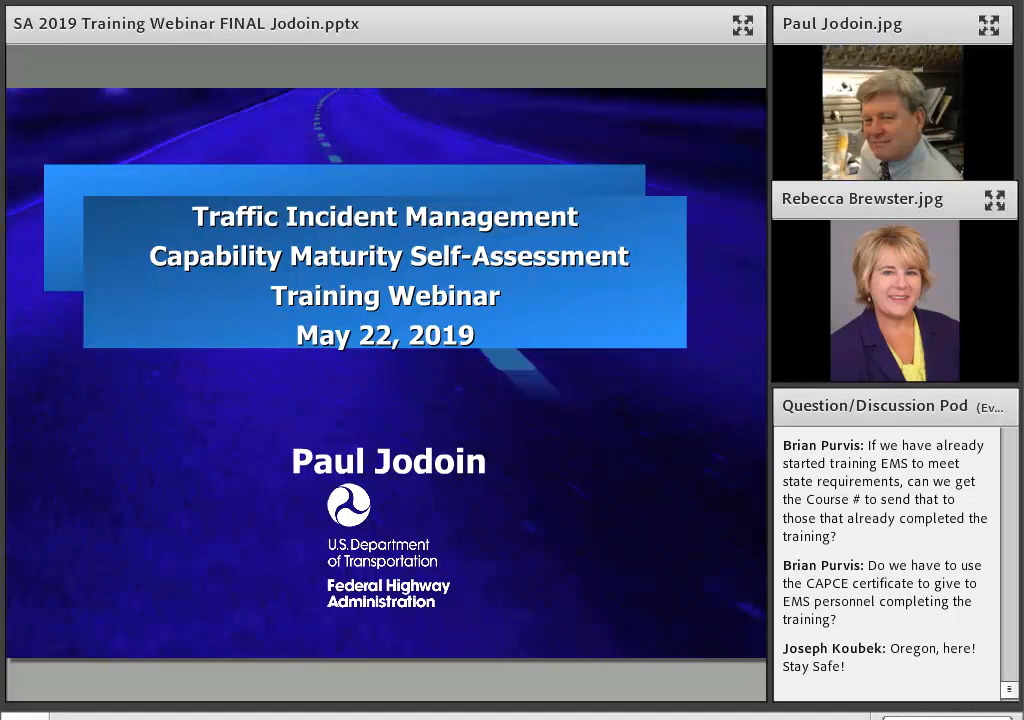 SA 2019 Training Webinar FINAL Jodoin.pptx
Traffic Incident Management
Capability Maturity Self-Assessment
Training Webinar
May 22, 2019
Paul Jodoin
U.S. Department
of Transportation
Federal Highway
Administration
Paul Jodoin.jpg
Rebecca Brewster.jpg
Question/Discussion Pod (Ev...
Brian Purvis: If we have already
started training EMS to meet
state requirements, can we get
the Course # to send that to
those that already completed the
training?
Brian Purvis: Do we have to use
the CAPCE certificate to give to
EMS personnel completing the
training?
Joseph Koubek: Oregon, here!
Stay Safe!